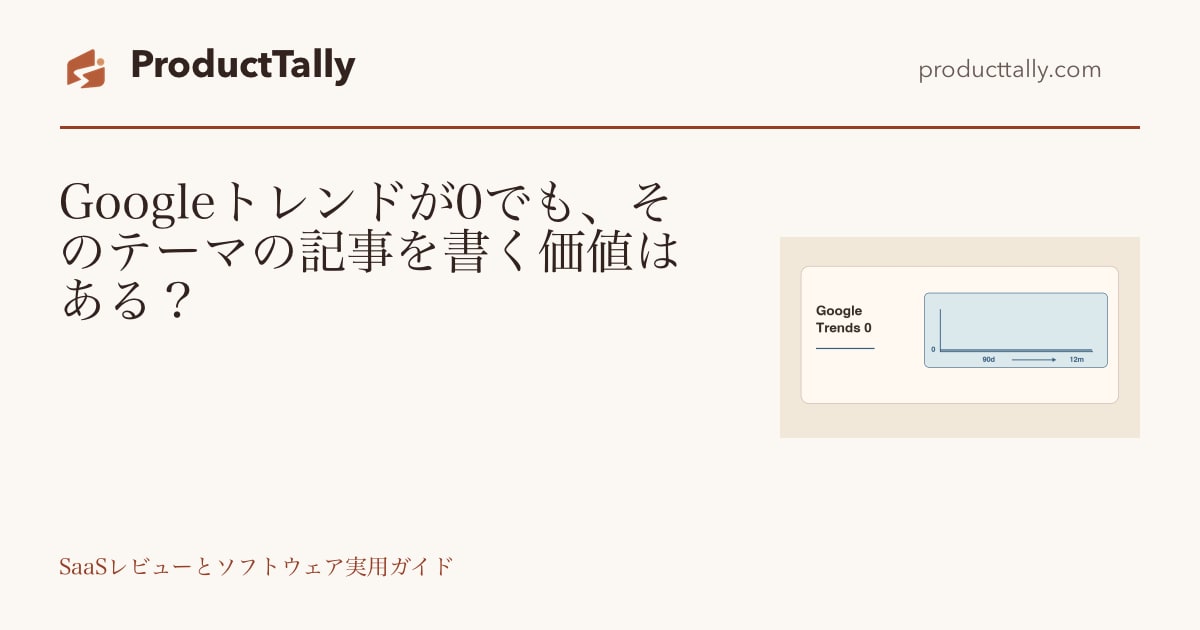 ProductTally
producttally.com
Googleトレンドが0でも、そ
のテーマの記事を書く価値は
ある？
Google
Trends 0
0
90d
12m
SaaSレビューとソフトウェア実用ガイド